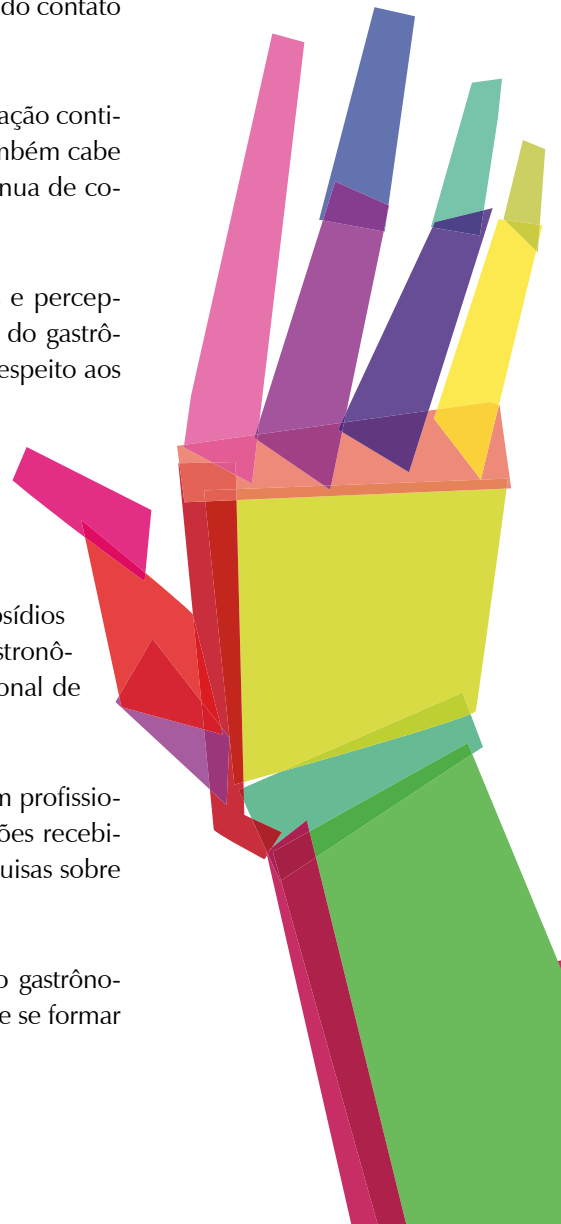 do contato
ação conti-
mbém cabe
nua de co-
e percep-
do gastrô-
espeito aos
osídios
stronô-
onal de
m profissio-
ões recebi-
uisas sobre
o gastrôno-
e se formar